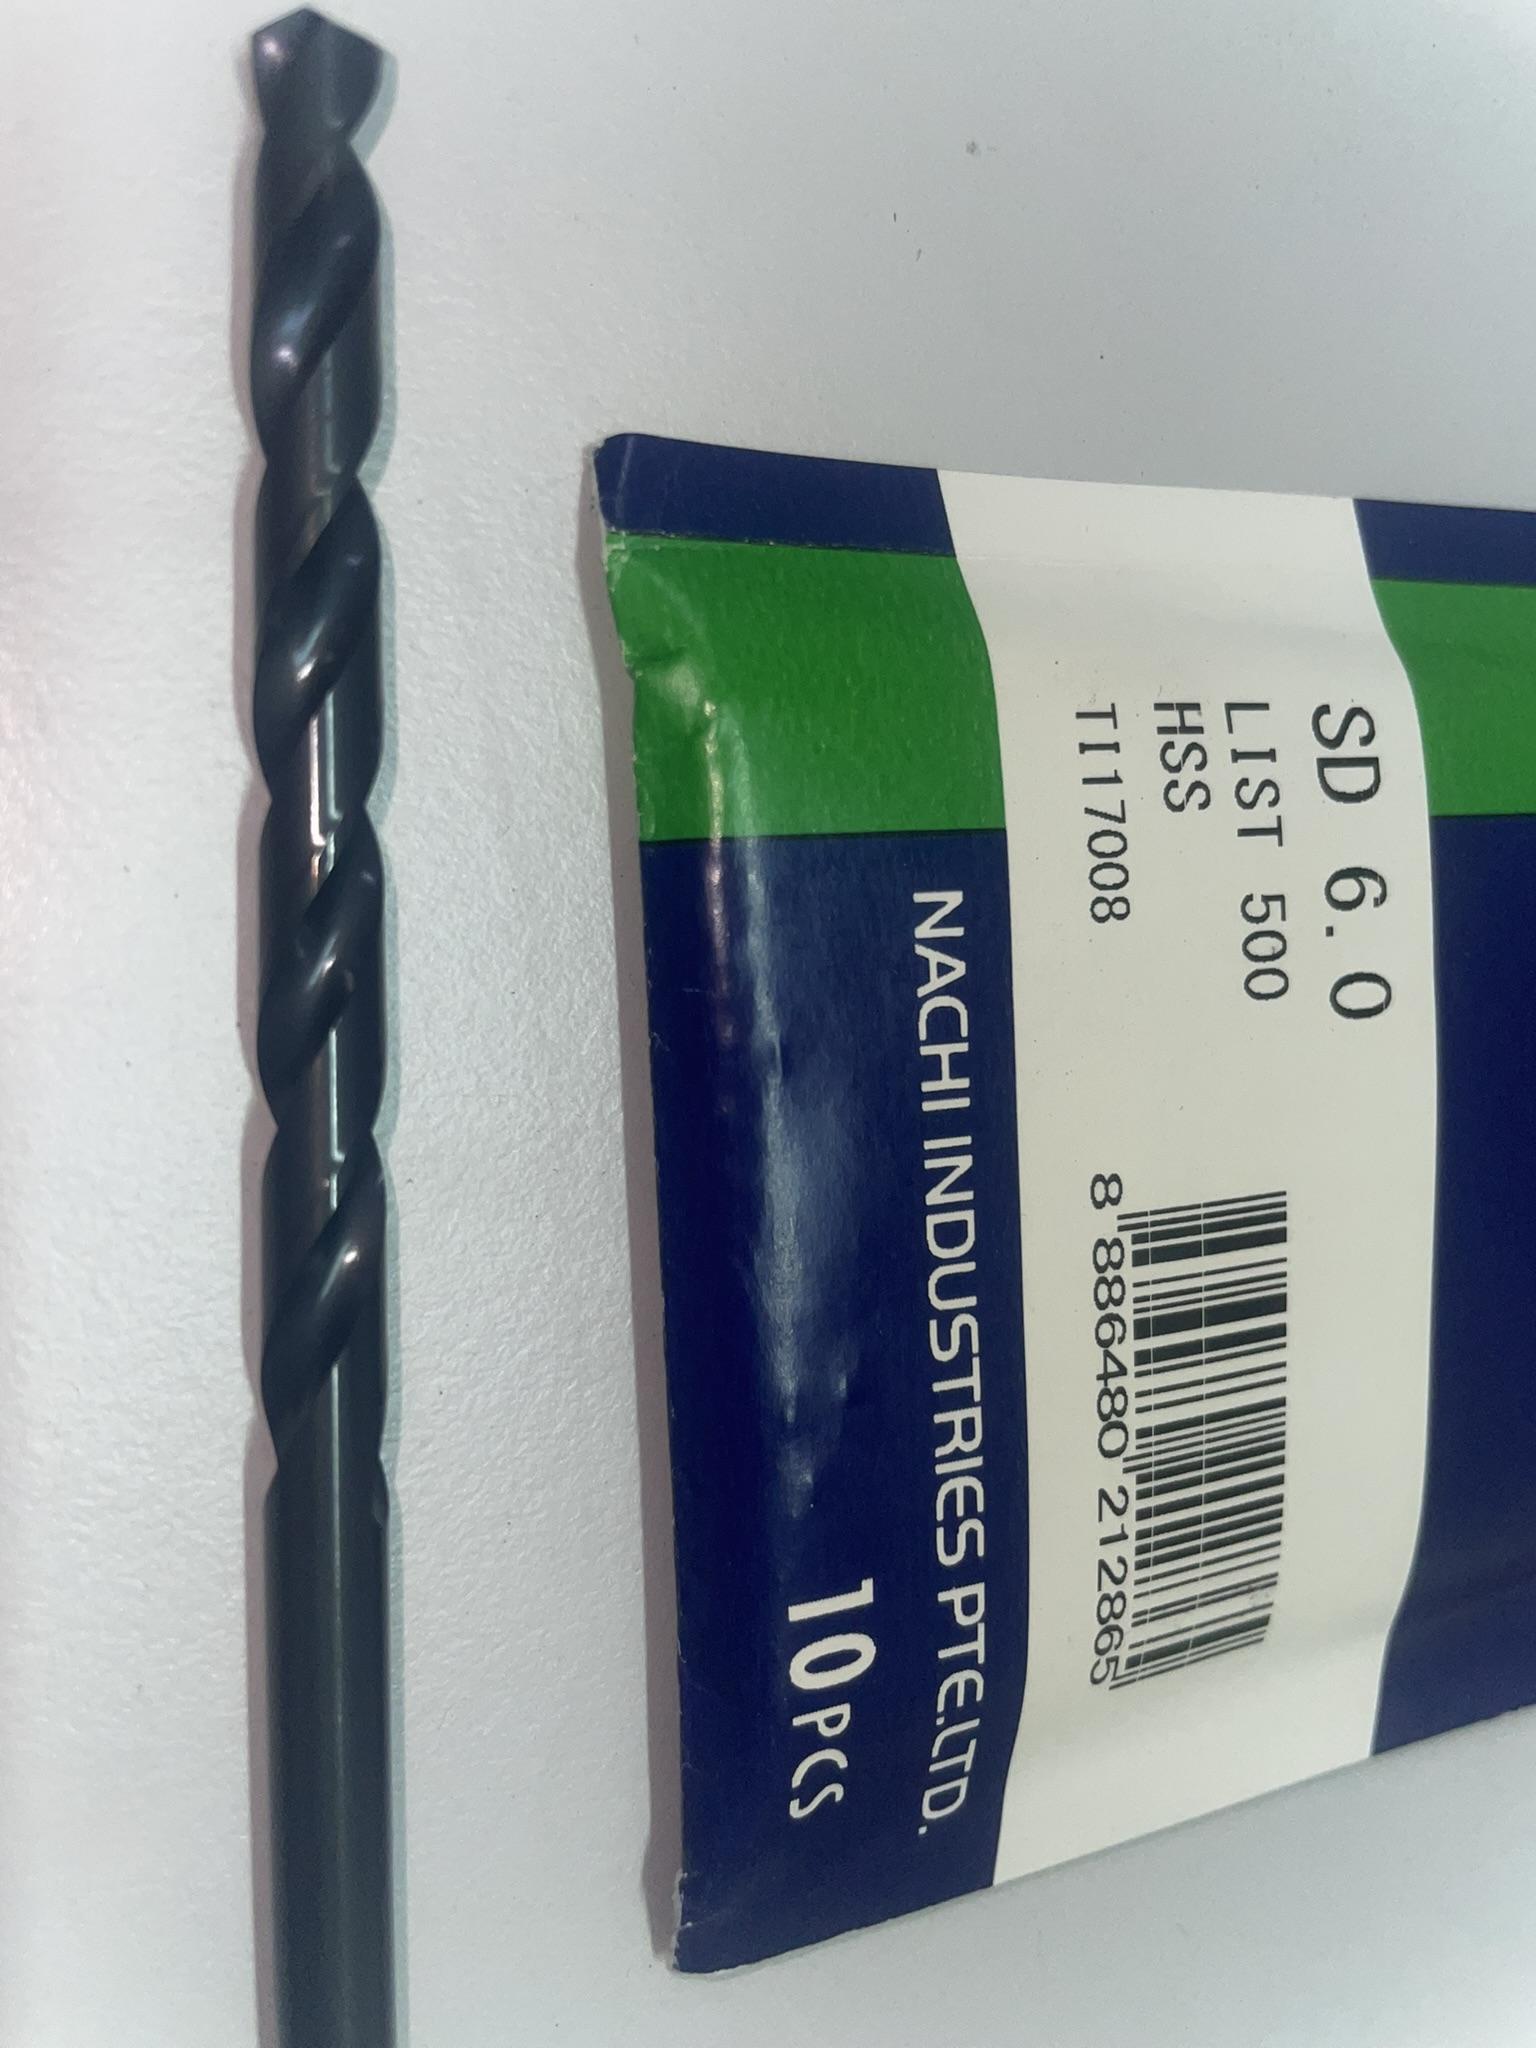 SD 6.0
LIST 500
HSS
TI17008
8 886480 212865
NACHI INDUSTRIES PTE.LTD.
10PCS